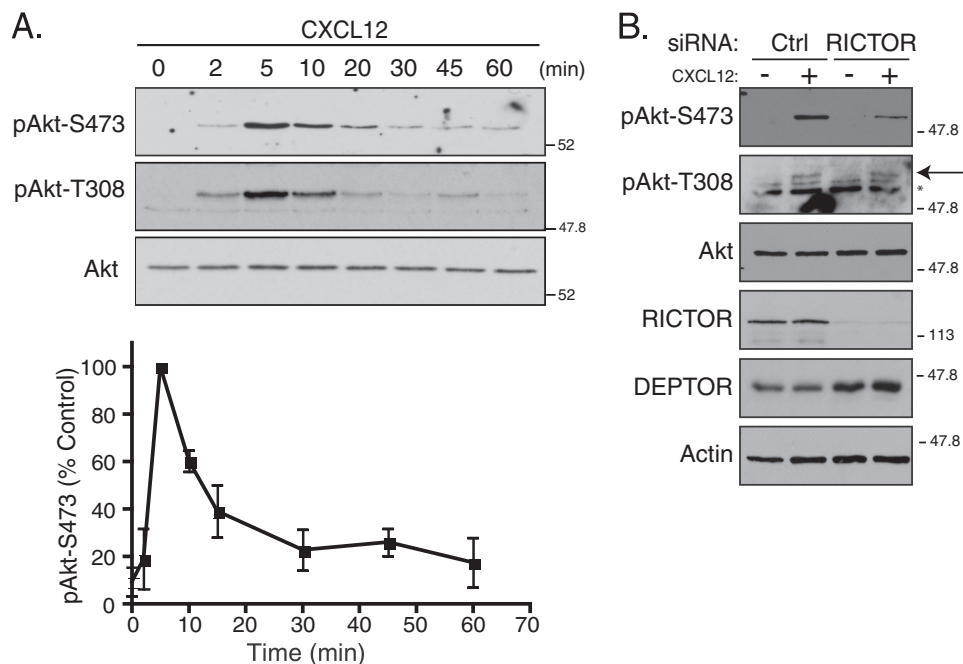 A.
CXCL12
0 2 5 10 20 30 45 60 (min)
pAkt-S473
52
pAkt-T308
47.8
Akt
52
pAkt-S473 (% Control)
100
80
60
40
20
0
0 10 20 30 40 50 60 70
Time (min)
B.
siRNA: Ctrl RICTOR
CXCL12: - + - +
pAkt-S473
47.8
pAkt-T308
*
47.8
Akt
47.8
RICTOR
113
DEPTOR
47.8
Actin
47.8